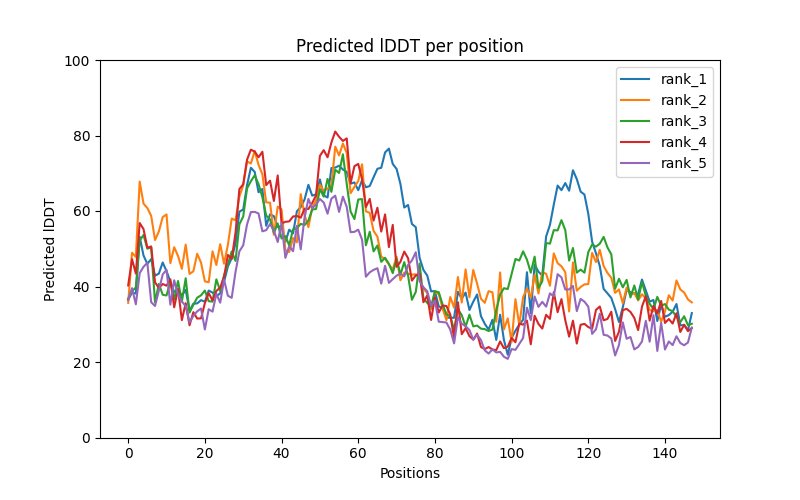 Predicted lDDT per position
100
80
60
40
20
0
Predicted lDDT
0 20 40 60 80 100 120 140
Positions
rank_1
rank_2
rank_3
rank_4
rank_5